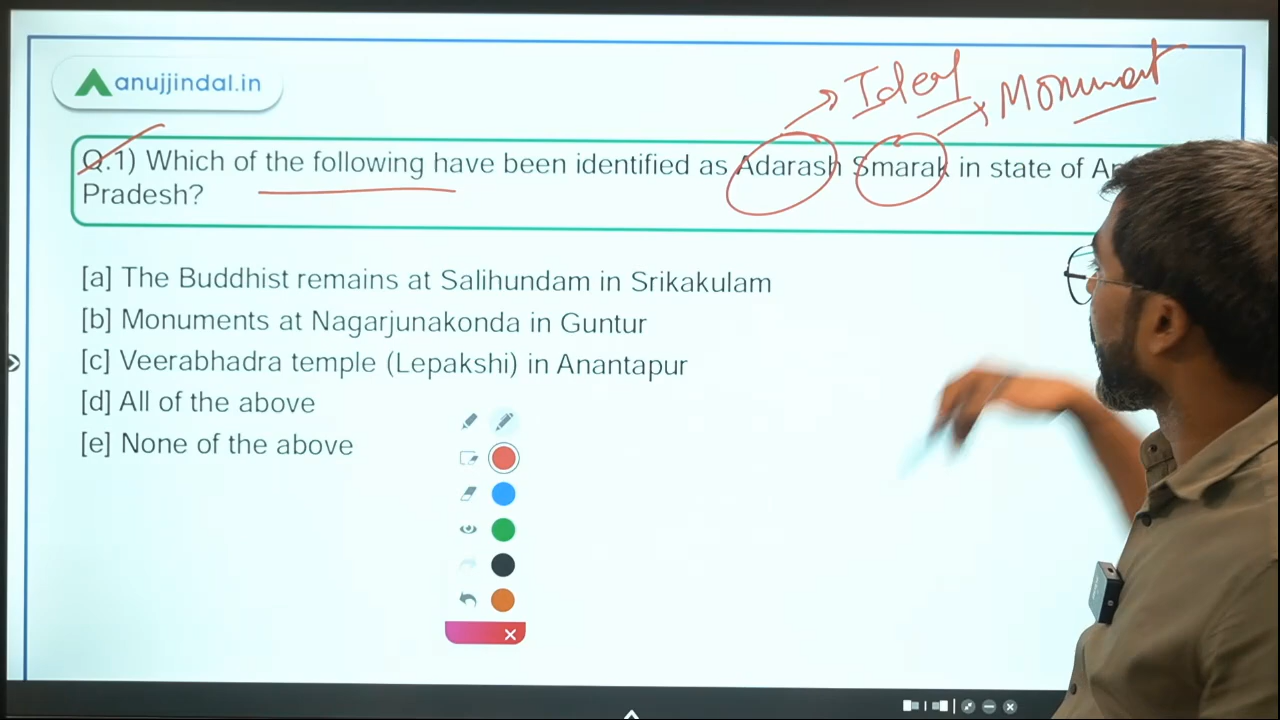 anujjindal.in
Ideal
Monument
Q.1) Which of the following have been identified as Adarash Smarak in state of
Pradesh?
[a] The Buddhist remains at Salihundam in Srikakulam
[b] Monuments at Nagarjunakonda in Guntur
[c] Veerabhadra temple (Lepakshi) in Anantapur
[d] All of the above
[e] None of the above